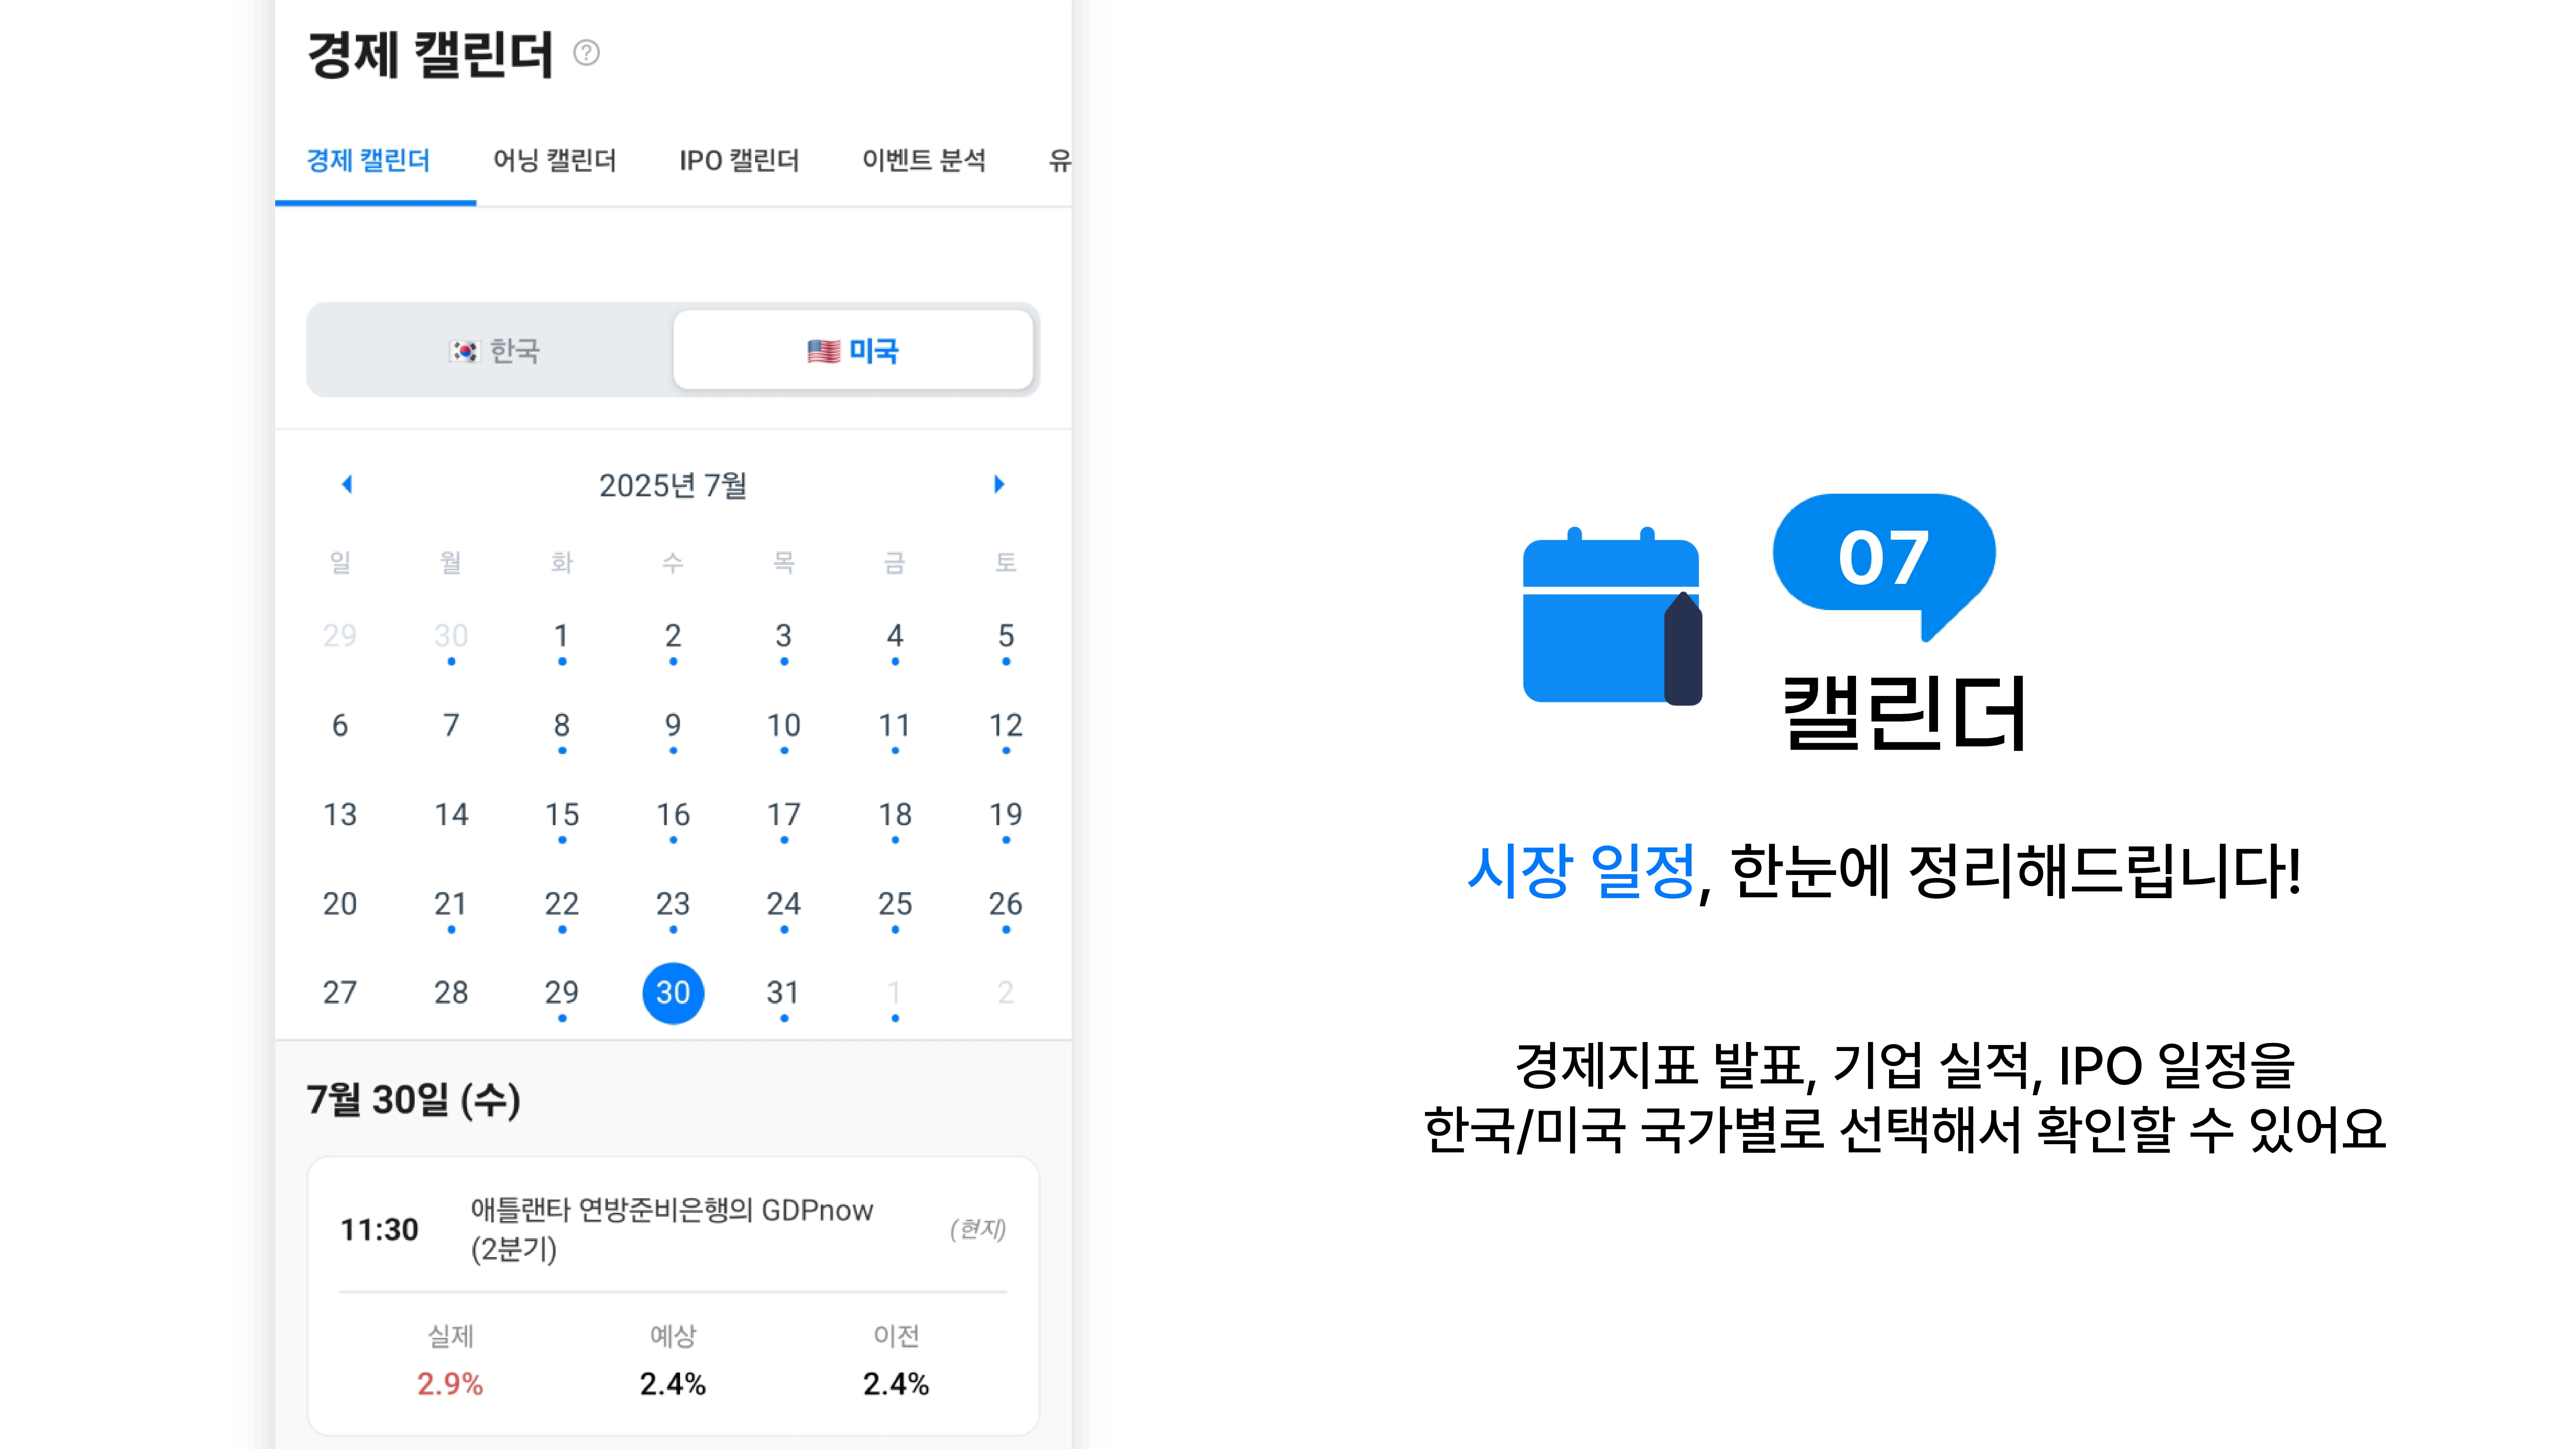 경제 캘린더 ?
경제 캘린더 어닝 캘린더 IPO 캘린더 이벤트 분석 유
한국 미국
2025년 7월
일 월 화 수 목 금 토
29 30 1 2 3 4 5
6 7 8 9 10 11 12
13 14 15 16 17 18 19
20 21 22 23 24 25 26
27 28 29 30 31 1 2
7월 30일 (수)
11:30 애틀랜타 연방준비은행의 GDPnow (현지)
(2분기)
실제 예상 이전
2.9% 2.4% 2.4%
07
캘린더
시장 일정, 한눈에 정리해드립니다!
경제지표 발표, 기업 실적, IPO 일정을
한국/미국 국가별로 선택해서 확인할 수 있어요